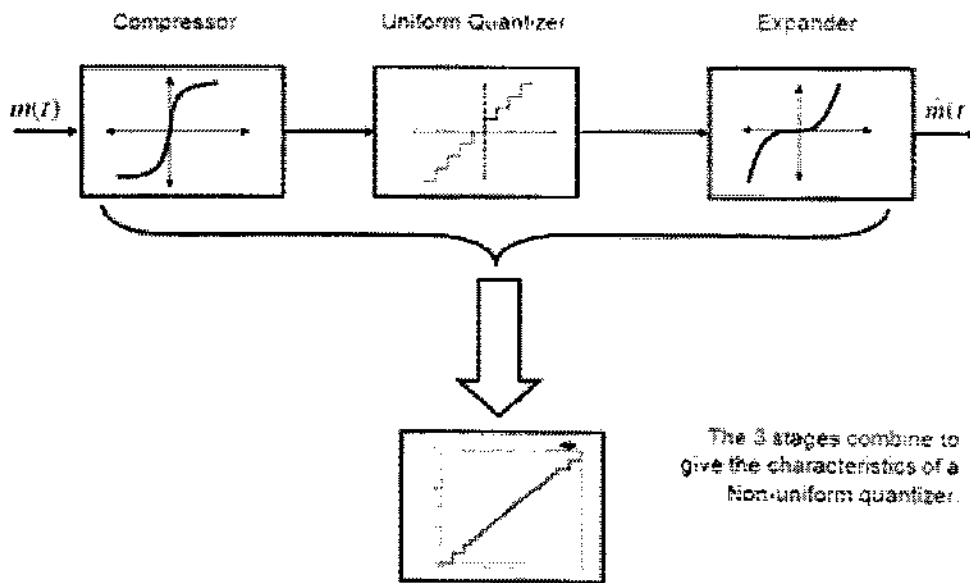 Compressor
Uniform Quantizer
Expander
m(t)
m̂(t
The 3 stages combine to
give the characteristics of a
Non-uniform quantizer.